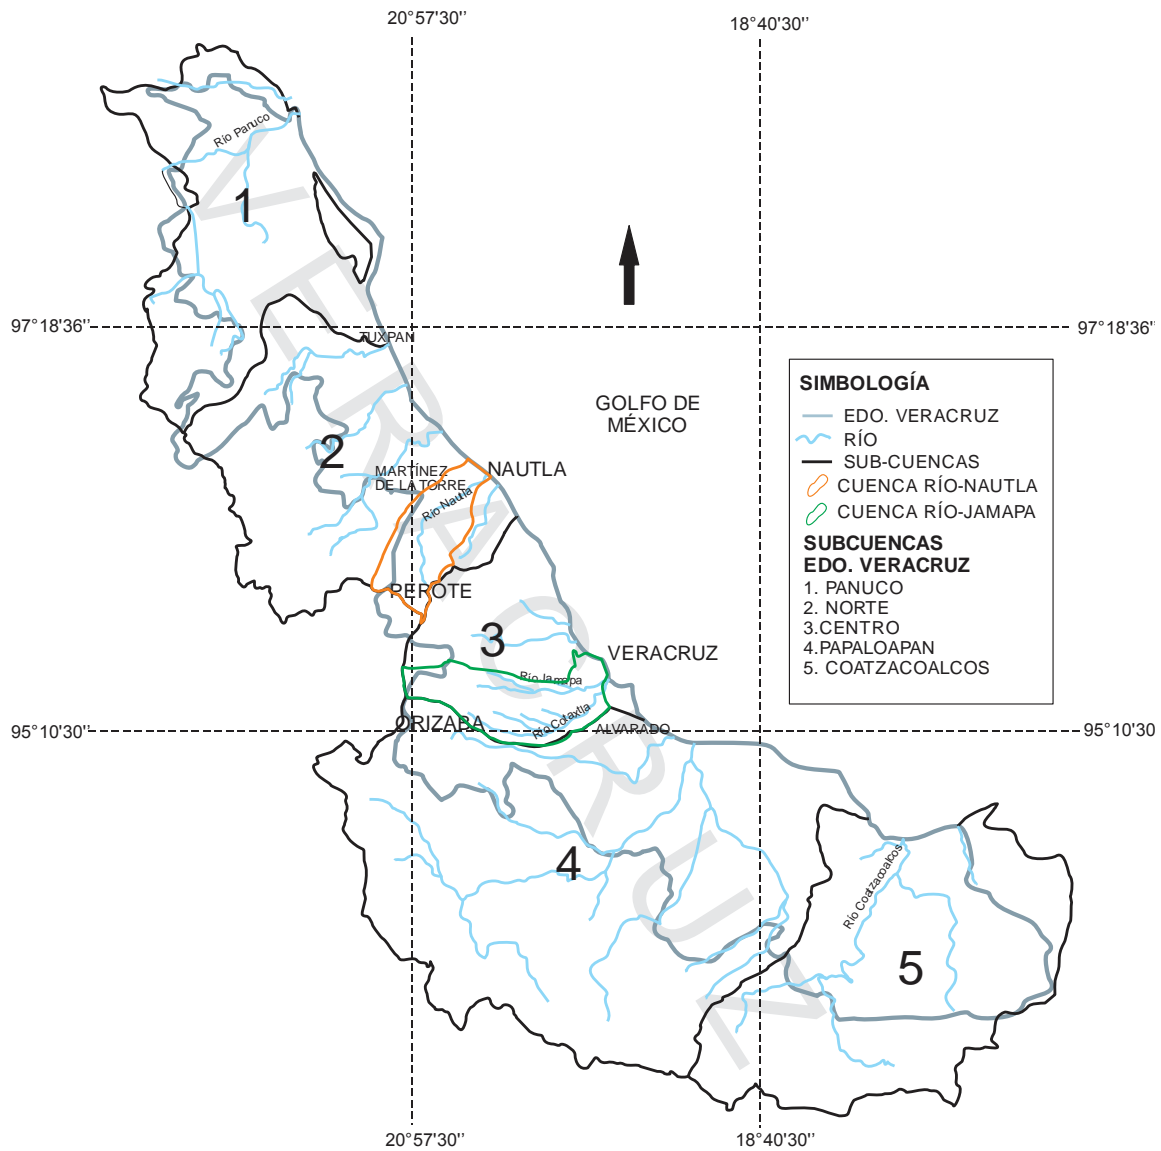 20°57'30''
18°40'30''
Río Panuco
1
97°18'36''
97°18'36''
TUXPAN
GOLFO DE
MÉXICO
2
MARTÍNEZ
DE LA TORRE
NAUTLA
Río Nautla
PEROTE
3
VERACRUZ
Río Jamapa
ORIZABA
Río Cotaxtla
ALVARADO
95°10'30''
95°10'30
4
Río Coatzacoalcos
5
VERACRUZ
SIMBOLOGÍA
EDO. VERACRUZ
RÍO
SUB-CUENCAS
CUENCA RÍO-NAUTLA
CUENCA RÍO-JAMAPA
SUBCUENCAS
EDO. VERACRUZ
1. PANUCO
2. NORTE
3.CENTRO
4.PAPALOAPAN
5. COATZACOALCOS
20°57'30''
18°40'30''